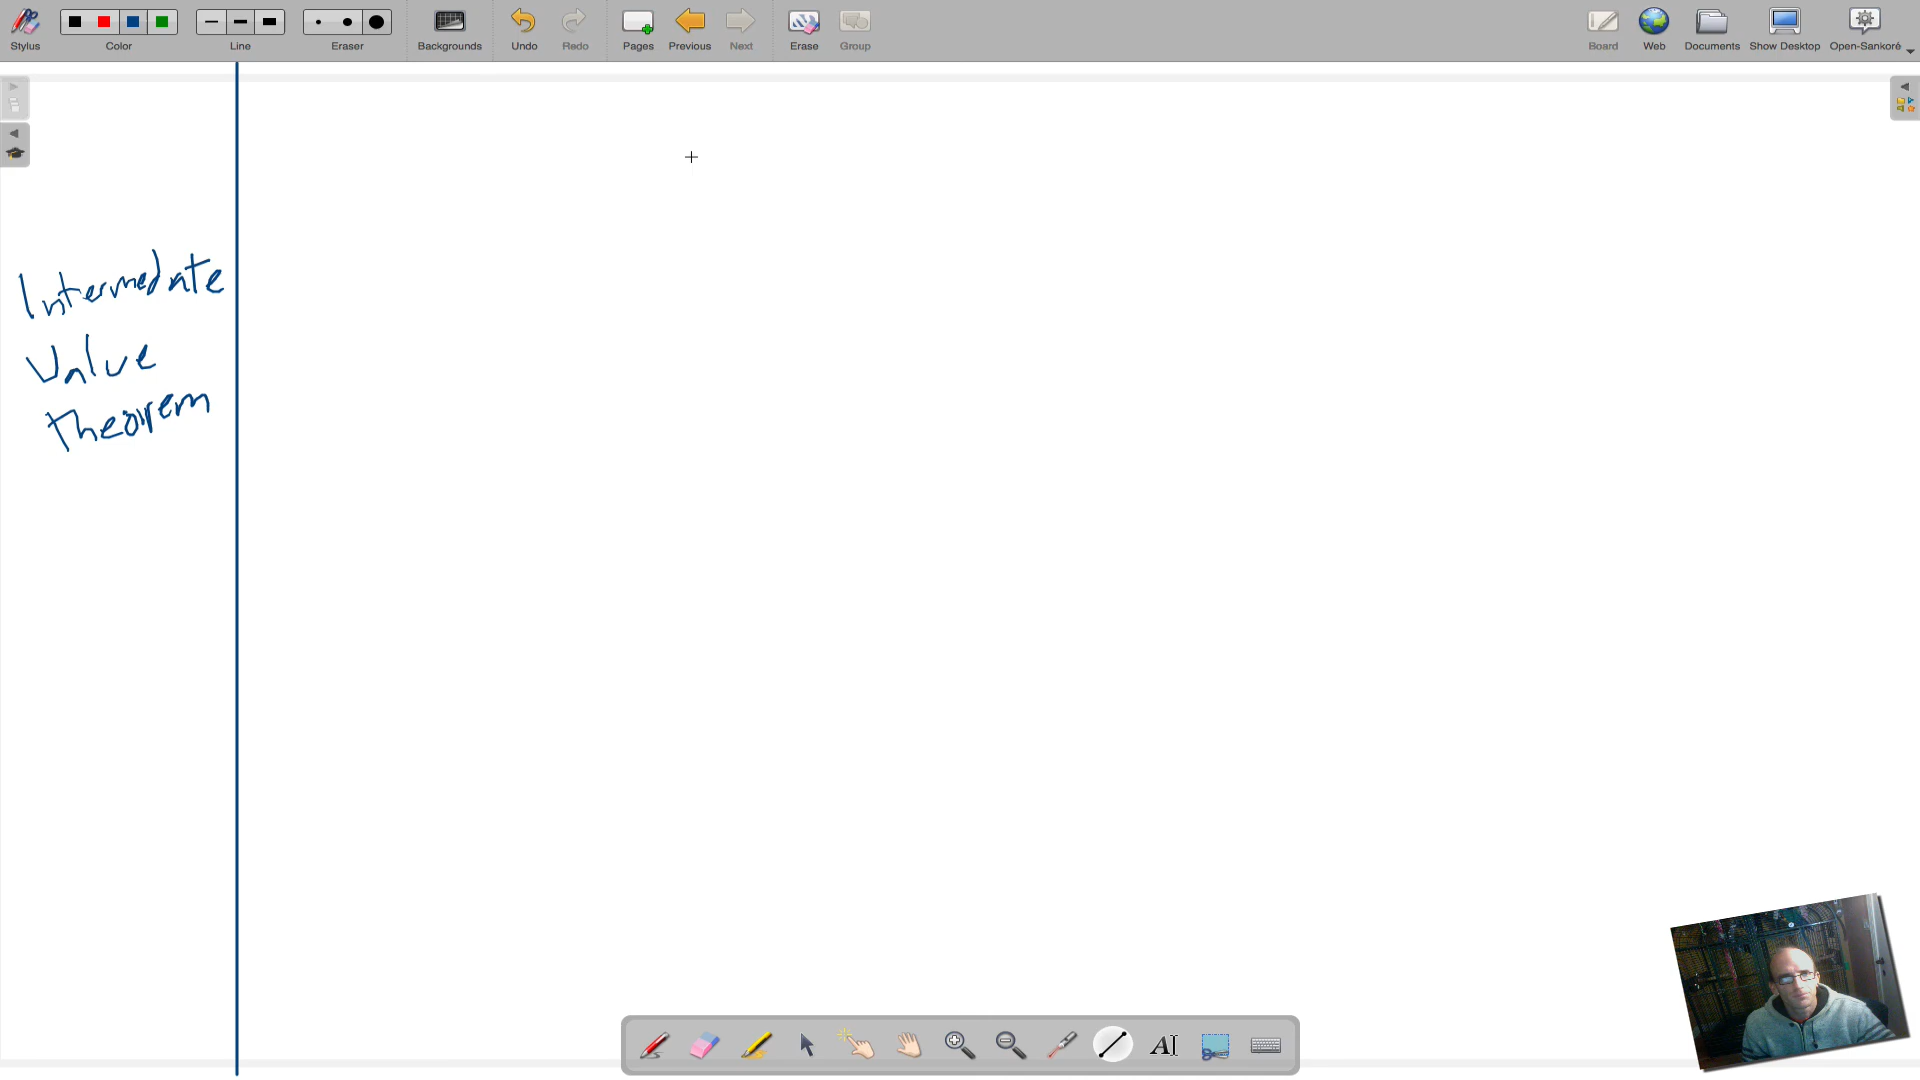 Stylus Color Line Eraser Backgrounds Undo Redo Pages Previous Next Erase Group Board Web Documents Show Desktop Open-Sankoré
Intermediate
Value
theorem
AI